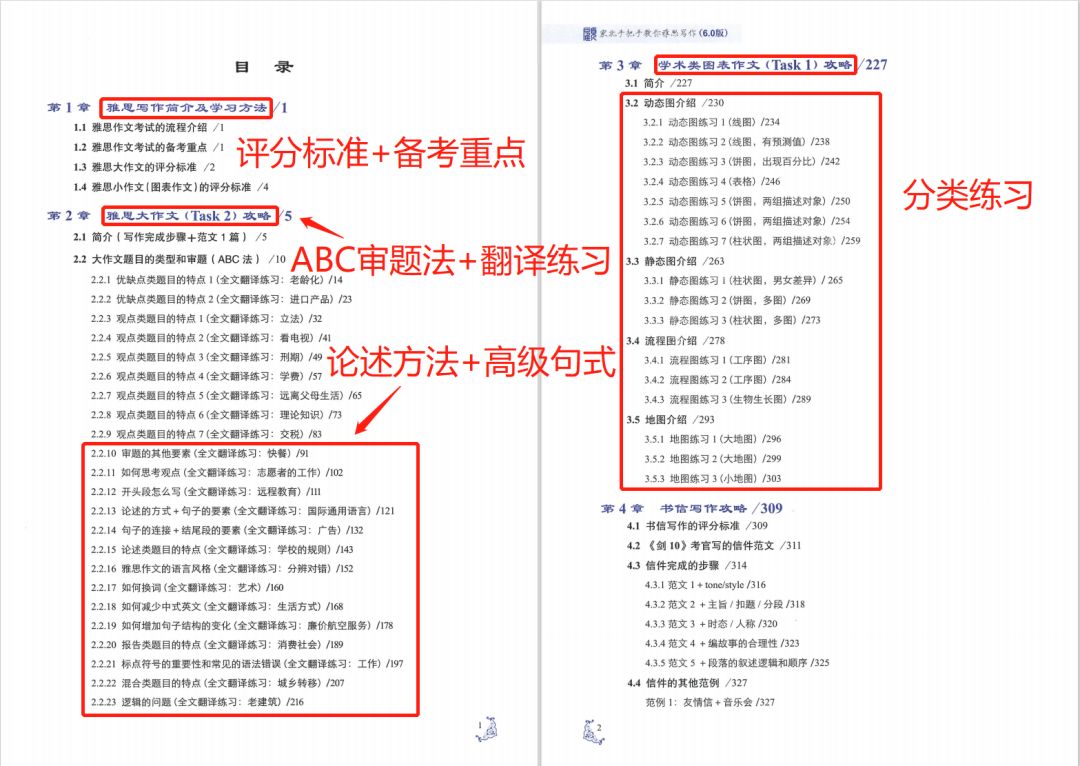 目 录
第 1 章 雅思写作简介及学习方法/1
1.1 雅思作文考试的流程介绍 /1
1.2 雅思作文考试的备考重点 /1
1.3 雅思大作文的评分标准 /2
1.4 雅思小作文(图表作文)的评分标准 /4
评分标准+备考重点
第 2 章 雅思大作文(Task 2)攻略/5
2.1 简介(写作完成步骤+范文 1 篇) /5
2.2 大作文题目的类型和审题(ABC 法) /10
ABC审题法+翻译练习
2.2.1 优缺点类题目的特点 1(全文翻译练习:老龄化)/14
2.2.2 优缺点类题目的特点 2(全文翻译练习:进口产品)/23
2.2.3 观点类题目的特点 1(全文翻译练习:立法)/32
2.2.4 观点类题目的特点 2(全文翻译练习:看电视)/41
2.2.5 观点类题目的特点 3(全文翻译练习:刑期)/49
2.2.6 观点类题目的特点 4(全文翻译练习:学费)/57
论述方法+高级句式
2.2.7 观点类题目的特点 5(全文翻译练习:远离父母生活)/65
2.2.8 观点类题目的特点 6(全文翻译练习:理论知识)/73
2.2.9 观点类题目的特点 7(全文翻译练习:交税)/83
2.2.10 审题的其他要素(全文翻译练习:快餐)/91
2.2.11 如何思考观点(全文翻译练习:志愿者的工作)/102
2.2.12 开头段怎么写(全文翻译练习:远程教育)/111
2.2.13 论述的方式+句子的要素(全文翻译练习:国际通用语言)/121
2.2.14 句子的连接+结尾段的要素(全文翻译练习:广告)/132
2.2.15 论述类题目的特点(全文翻译练习:学校的规则)/143
2.2.16 雅思作文的语言风格(全文翻译练习:分辨对错)/152
2.2.17 如何换词(全文翻译练习:艺术)/160
2.2.18 如何减少中式英文(全文翻译练习:生活方式)/168
2.2.19 如何增加句子结构的变化(全文翻译练习:廉价航空服务)/178
2.2.20 报告类题目的特点(全文翻译练习:消费社会)/189
2.2.21 标点符号的重要性和常见的语法错误(全文翻译练习:工作)/197
2.2.22 混合类题目的特点(全文翻译练习:城乡转移)/207
2.2.23 逻辑的问题(全文翻译练习:老建筑)/216
1
家北手把手教你雅思写作(6.0版)
第 3 章 学术类图表作文(Task 1)攻略/227
3.1 简介 /227
3.2 动态图介绍 /230
3.2.1 动态图练习 1(线图)/234
3.2.2 动态图练习 2(线图,有预测值)/238
3.2.3 动态图练习 3(饼图,出现百分比)/242
3.2.4 动态图练习 4(表格)/246
3.2.5 动态图练习 5(饼图,两组描述对象)/250
3.2.6 动态图练习 6(饼图,两组描述对象)/254
3.2.7 动态图练习 7(柱状图,两组描述对象)/259
分类练习
3.3 静态图介绍 /263
3.3.1 静态图练习 1(柱状图,男女差异)/ 265
3.3.2 静态图练习 2(饼图,多图)/269
3.3.3 静态图练习 3(柱状图,多图)/273
3.4 流程图介绍 /278
3.4.1 流程图练习 1(工序图)/281
3.4.2 流程图练习 2(工序图)/284
3.4.3 流程图练习 3(生物生长图)/289
3.5 地图介绍 /293
3.5.1 地图练习 1(大地图)/296
3.5.2 地图练习 2(大地图)/299
3.5.3 地图练习 3(小地图)/303
第 4 章 书信写作攻略/309
4.1 书信写作的评分标准 /309
4.2 《剑 10》考官写的信件范文 /311
4.3 信件完成的步骤 /314
4.3.1 范文 1+tone/style /316
4.3.2 范文 2 +主旨/扣题/分段 /318
4.3.3 范文 3 +时态/人称 /320
4.3.4 范文 4 +编故事的合理性 /323
4.3.5 范文 5 +段落的叙述逻辑和顺序 /325
4.4 信件的其他范例 /327
范例 1:友情信+音乐会 /327
2